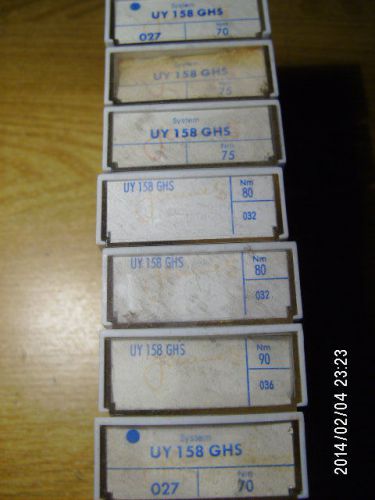 System
UY 158 GHS
Nm
027 70
System
UY 158 GHS
Nm
75
System
UY 158 GHS
Nm
75
UY 158 GHS Nm
80
032
UY 158 GHS Nm
80
032
UY 158 GHS Nm
90
036
System
UY 158 GHS
Nm
027 70
2014/02/04 23:23